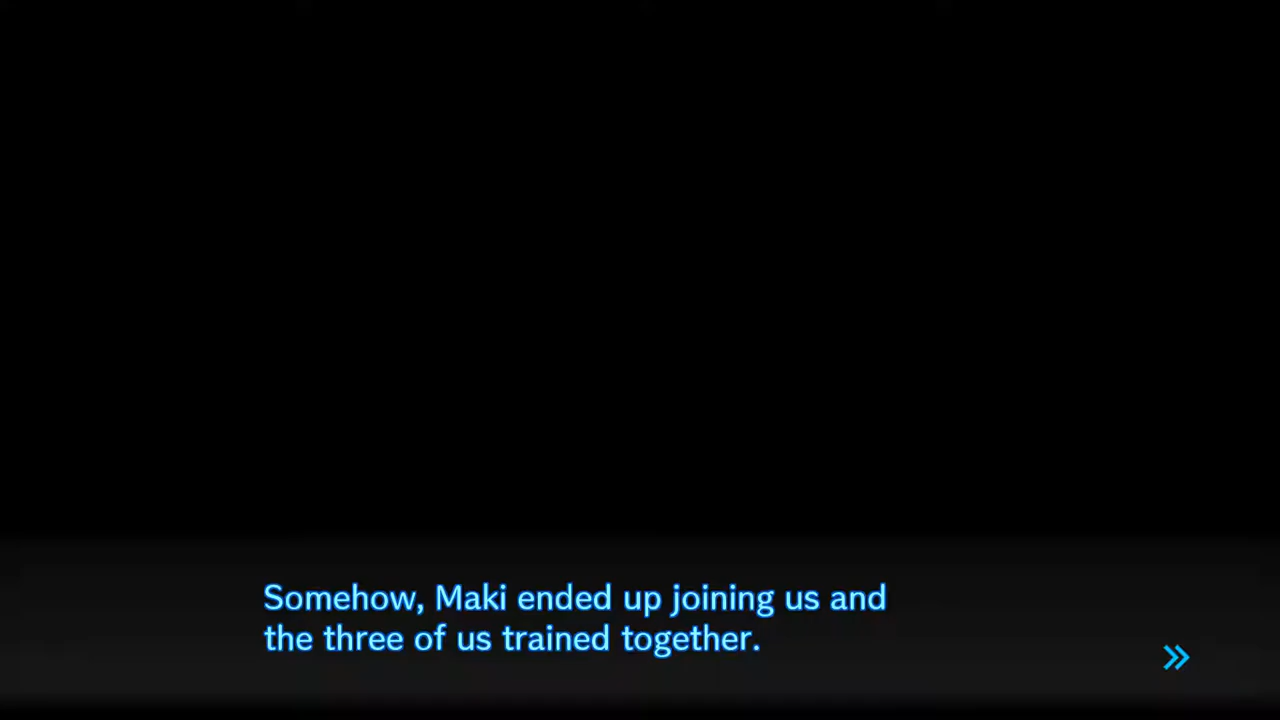 Somehow, Maki ended up joining us and
the three of us trained together.